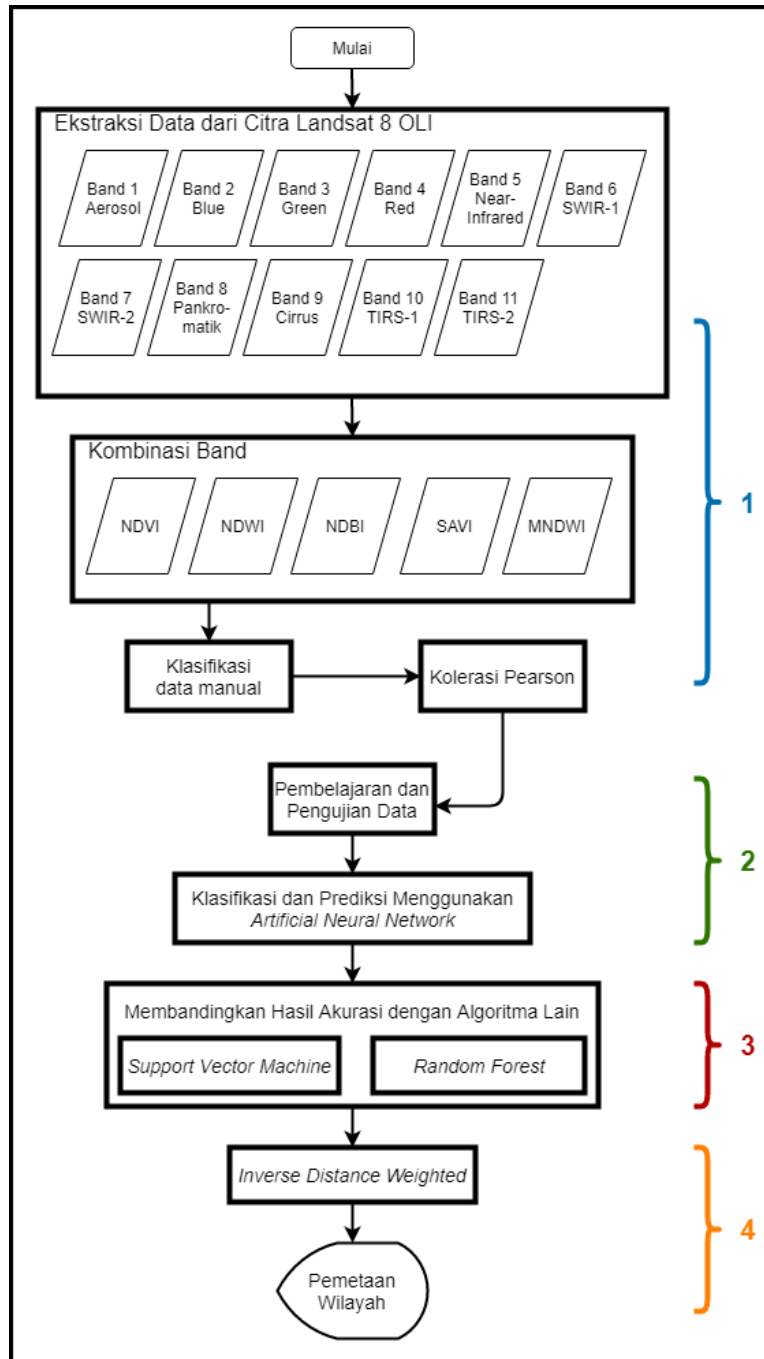 Mulai
Ekstraksi Data dari Citra Landsat 8 OLI
Band 1
Aerosol
Band 2
Blue
Band 3
Green
Band 4
Red
Band 5
Near-
Infrared
Band 6
SWIR-1
Band 7
SWIR-2
Band 8
Pankro-
matik
Band 9
Cirrus
Band 10
TIRS-1
Band 11
TIRS-2
Kombinasi Band
NDVI
NDWI
NDBI
SAVI
MNDWI
1
Klasifikasi
data manual
Kolerasi Pearson
Pembelajaran dan
Pengujian Data
2
Klasifikasi dan Prediksi Menggunakan
Artificial Neural Network
Membandingkan Hasil Akurasi dengan Algoritma Lain
3
Support Vector Machine
Random Forest
Inverse Distance Weighted
4
Pemetaan
Wilayah